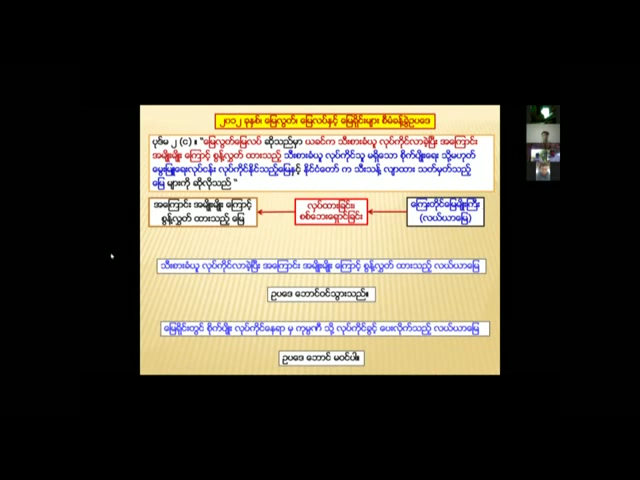 ၂၀၁၂ ခုနှစ်၊ မြေလွတ်၊ မြေလပ်နှင့် မြေရိုင်းများ စီမံခန့်ခွဲဥပဒေ
ပုဒ်မ ၂ (င) ။ "မြေလွတ်မြေလပ် ဆိုသည်မှာ ယခင်က သီးစားခံယူ လုပ်ကိုင်လာခဲ့ပြီး အကြောင်း
အမျိုးမျိုး ကြောင့် စွန့်လွှတ် ထားသည့် သီးစားခံယူ လုပ်ကိုင်သူ မရှိသော စိုက်ပျိုးရေး သို့မဟုတ်
မွေးမြူရေးလုပ်ငန်း လုပ်ကိုင်နိုင်သည့်မြေနှင့် နိုင်ငံတော် က သီးသန့် လျာထား သတ်မှတ်သည့်
မြေ များကို ဆိုလိုသည် "
အကြောင်း အမျိုးမျိုး ကြောင့်
စွန့်လွှတ် ထားသည့် မြေ
လုပ်ထားခြင်း၊
စစ်ဘေးရှောင်ခြင်း
ကြေးတိုင်မြေမျိုးကြီး
(လယ်ယာမြေ)
သီးစားခံယူ လုပ်ကိုင်လာခဲ့ပြီး အကြောင်း အမျိုးမျိုး ကြောင့် စွန့်လွှတ် ထားသည့် လယ်ယာမြေ
ဥပဒေ ဘောင်ဝင်သွားသည်။
မြေရိုင်းတွင် စိုက်ပျိုး လုပ်ကိုင်နေရာ မှ ကုမ္ပဏီ သို့ လုပ်ကိုင်ခွင့် ပေးလိုက်သည့် လယ်ယာမြေ
ဥပဒေ ဘောင် မဝင်ပါ။